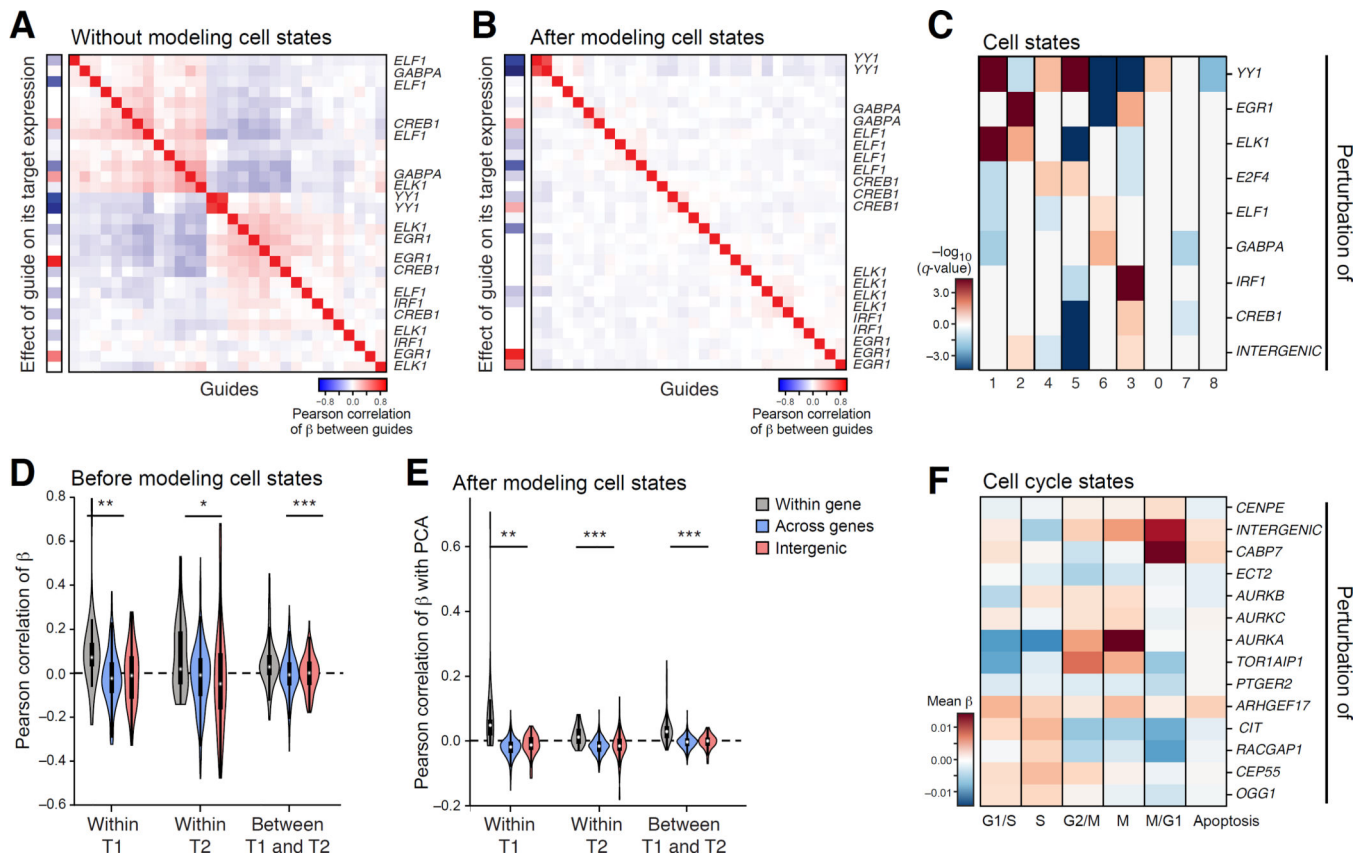 A
Without modeling cell states
Effect of guide on its target expression
ELF1
GABPA
ELF1
CREB1
ELF1
GABPA
ELK1
YY1
YY1
ELK1
EGR1
EGR1
CREB1
ELF1
IRF1
CREB1
ELK1
IRF1
EGR1
ELK1
Guides
−0.8 0.0 0.8
Pearson correlation
of β between guides
B
After modeling cell states
Effect of guide on its target expression
YY1
YY1
GABPA
GABPA
ELF1
ELF1
ELF1
ELF1
CREB1
CREB1
CREB1
ELK1
ELK1
ELK1
ELK1
IRF1
IRF1
EGR1
EGR1
EGR1
Guides
−0.8 0.0 0.8
Pearson correlation
of β between guides
C
Cell states
YY1
EGR1
ELK1
E2F4
ELF1
GABPA
IRF1
CREB1
INTERGENIC
Perturbation of
−log10
(q-value)
3.0
0.0
−3.0
1 2 4 5 6 3 0 7 8
D
Before modeling cell states
Pearson correlation of β
0.8
0.6
0.4
0.2
0.0
−0.2
−0.4
−0.6
** * ***
Within
T1
Within
T2
Between
T1 and T2
E
After modeling cell states
Pearson correlation of β with PCA
0.6
0.4
0.2
0.0
−0.2
** *** ***
Within gene
Across genes
Intergenic
Within
T1
Within
T2
Between
T1 and T2
F
Cell cycle states
CENPE
INTERGENIC
CABP7
ECT2
AURKB
AURKC
AURKA
TOR1AIP1
PTGER2
ARHGEF17
CIT
RACGAP1
CEP55
OGG1
Perturbation of
Mean β
0.01
0.00
−0.01
G1/S S G2/M M M/G1 Apoptosis